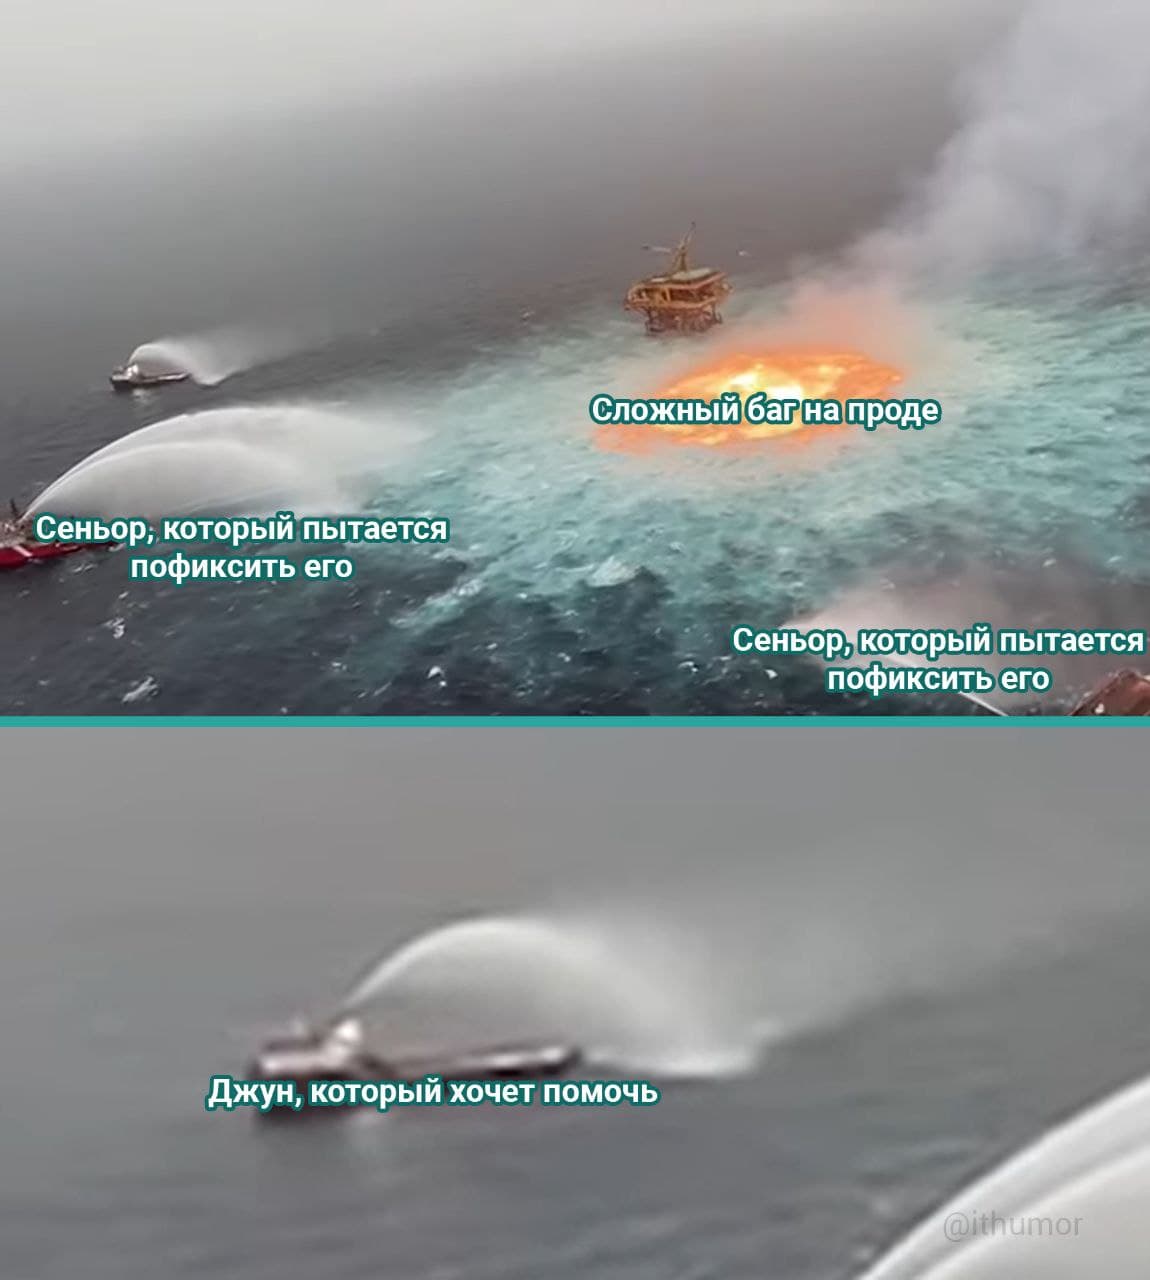 Сложный баг на проде
Сеньор, который пытается
пофиксить его
Сеньор, который пытается
пофиксить его
Джун, который хочет помочь
@ithumor